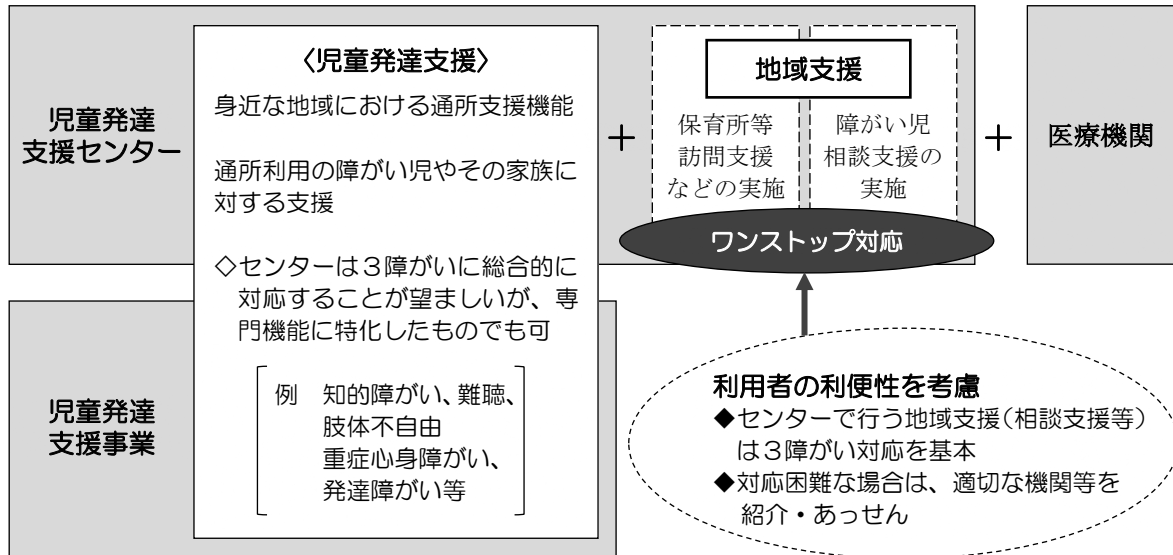 児童発達
支援センター
〈児童発達支援〉
身近な地域における通所支援機能
通所利用の障がい児やその家族に
対する支援
◇センターは３障がいに総合的に
対応することが望ましいが、専
門機能に特化したものでも可
例 知的障がい、難聴、
肢体不自由
重症心身障がい、
発達障がい等
＋
地域支援
保育所等
訪問支援
などの実施
障がい児
相談支援の
実施
ワンストップ対応
＋
医療機関
児童発達
支援事業
利用者の利便性を考慮
◆センターで行う地域支援（相談支援等）
は３障がい対応を基本
◆対応困難な場合は、適切な機関等を
紹介・あっせん